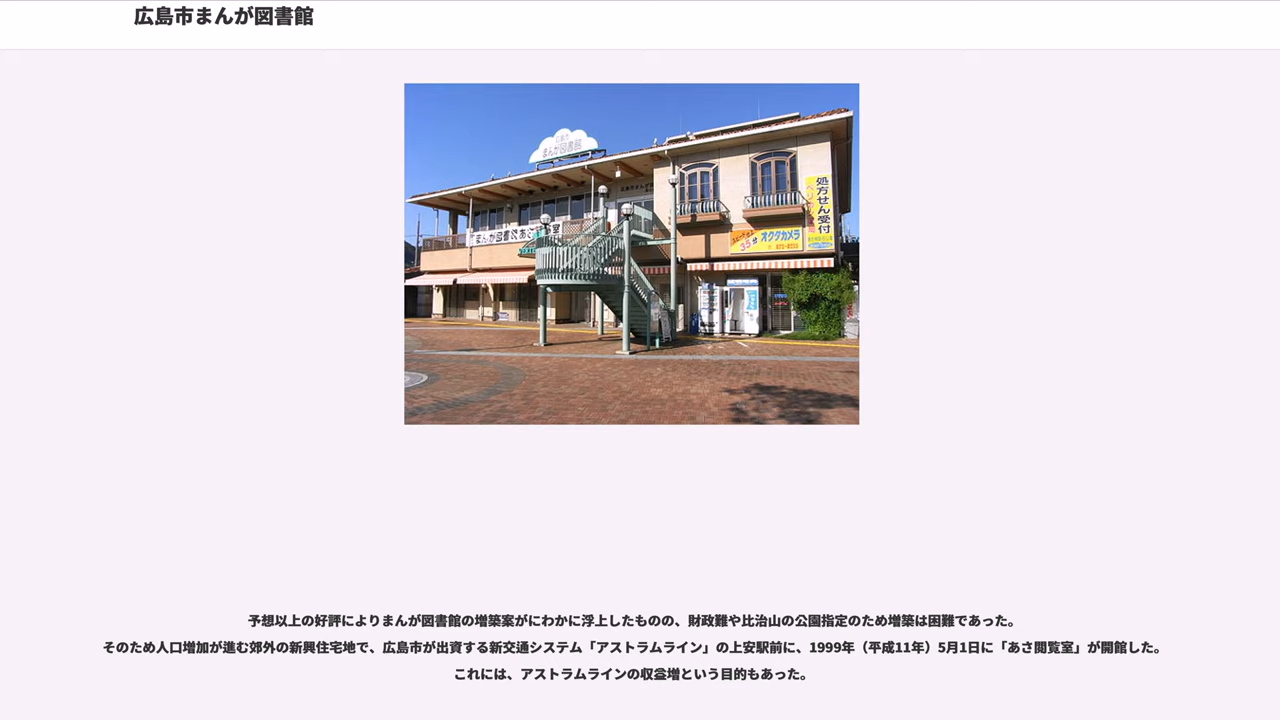 広島市まんが図書館
まんが図書館
処方せん受付
オクタカメラ
35分
予想以上の好評によりまんが図書館の増築案がにわかに浮上したものの、財政難や比治山の公園指定のため増築は困難であった。
そのため人口増加が進む郊外の新興住宅地で、広島市が出資する新交通システム「アストラムライン」の上安駅前に、1999年（平成11年）5月1日に「あさ閲覧室」が開館した。
これには、アストラムラインの収益増という目的もあった。